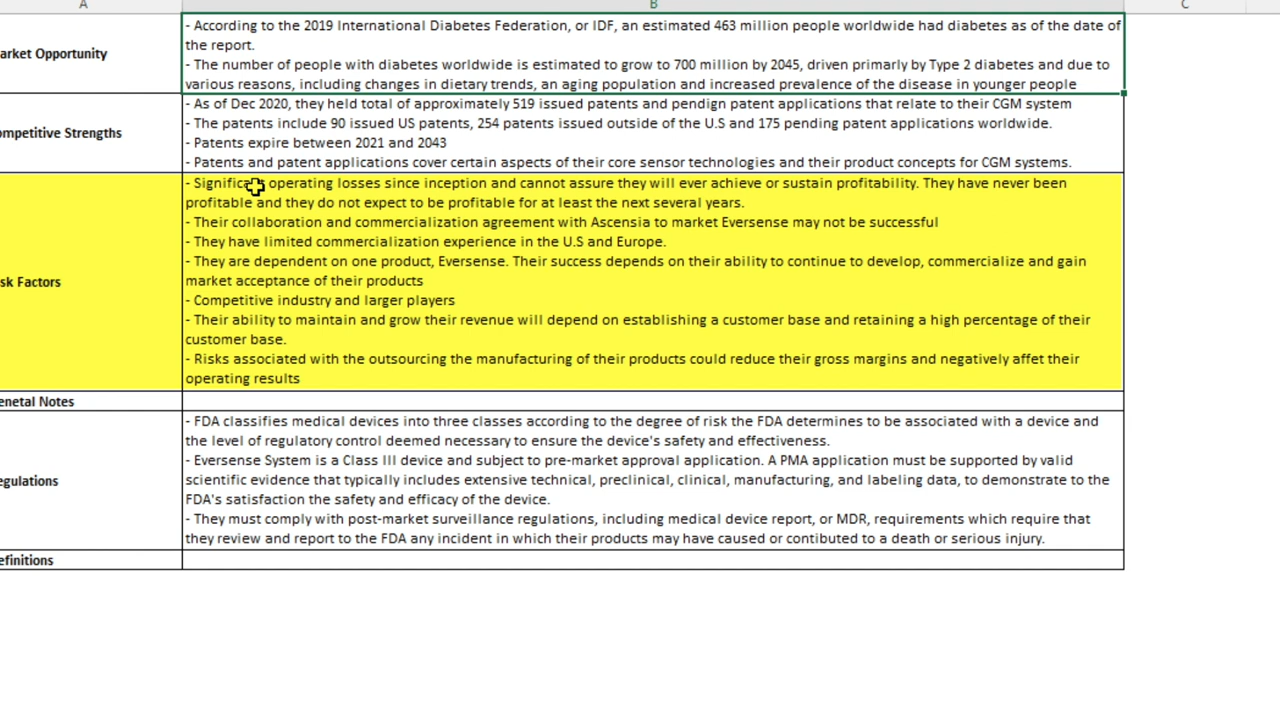 A B C
arket Opportunity
- According to the 2019 International Diabetes Federation, or IDF, an estimated 463 million people worldwide had diabetes as of the date of
the report.
- The number of people with diabetes worldwide is estimated to grow to 700 million by 2045, driven primarily by Type 2 diabetes and due to
various reasons, including changes in dietary trends, an aging population and increased prevalence of the disease in younger people
ompetitive Strengths
- As of Dec 2020, they held total of approximately 519 issued patents and pendign patent applications that relate to their CGM system
- The patents include 90 issued US patents, 254 patents issued outside of the U.S and 175 pending patent applications worldwide.
- Patents expire between 2021 and 2043
- Patents and patent applications cover certain aspects of their core sensor technologies and their product concepts for CGM systems.
sk Factors
- Significant operating losses since inception and cannot assure they will ever achieve or sustain profitability. They have never been
profitable and they do not expect to be profitable for at least the next several years.
- Their collaboration and commercialization agreement with Ascensia to market Eversense may not be successful
- They have limited commercialization experience in the U.S and Europe.
- They are dependent on one product, Eversense. Their success depends on their ability to continue to develop, commercialize and gain
market acceptance of their products
- Competitive industry and larger players
- Their ability to maintain and grow their revenue will depend on establishing a customer base and retaining a high percentage of their
customer base.
- Risks associated with the outsourcing the manufacturing of their products could reduce their gross margins and negatively affet their
operating results
enetal Notes
egulations
- FDA classifies medical devices into three classes according to the degree of risk the FDA determines to be associated with a device and
the level of regulatory control deemed necessary to ensure the device's safety and effectiveness.
- Eversense System is a Class III device and subject to pre-market approval application. A PMA application must be supported by valid
scientific evidence that typically includes extensive technical, preclinical, clinical, manufacturing, and labeling data, to demonstrate to the
FDA's satisfaction the safety and efficacy of the device.
- They must comply with post-market surveillance regulations, including medical device report, or MDR, requirements which require that
they review and report to the FDA any incident in which their products may have caused or contibuted to a death or serious injury.
efinitions